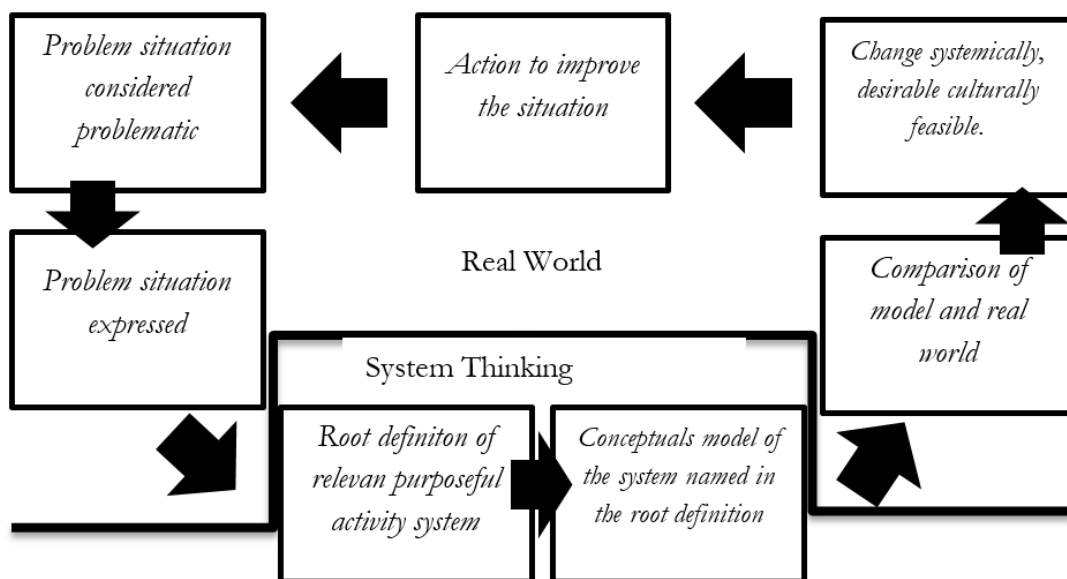 Problem situation
considered
problematic
Action to improve
the situation
Change systemically,
desirable culturally
feasible.
Problem situation
expressed
Real World
Comparison of
model and real
world
System Thinking
Root definiton of
relevan purposeful
activity system
Conceptuals model of
the system named in
the root definition